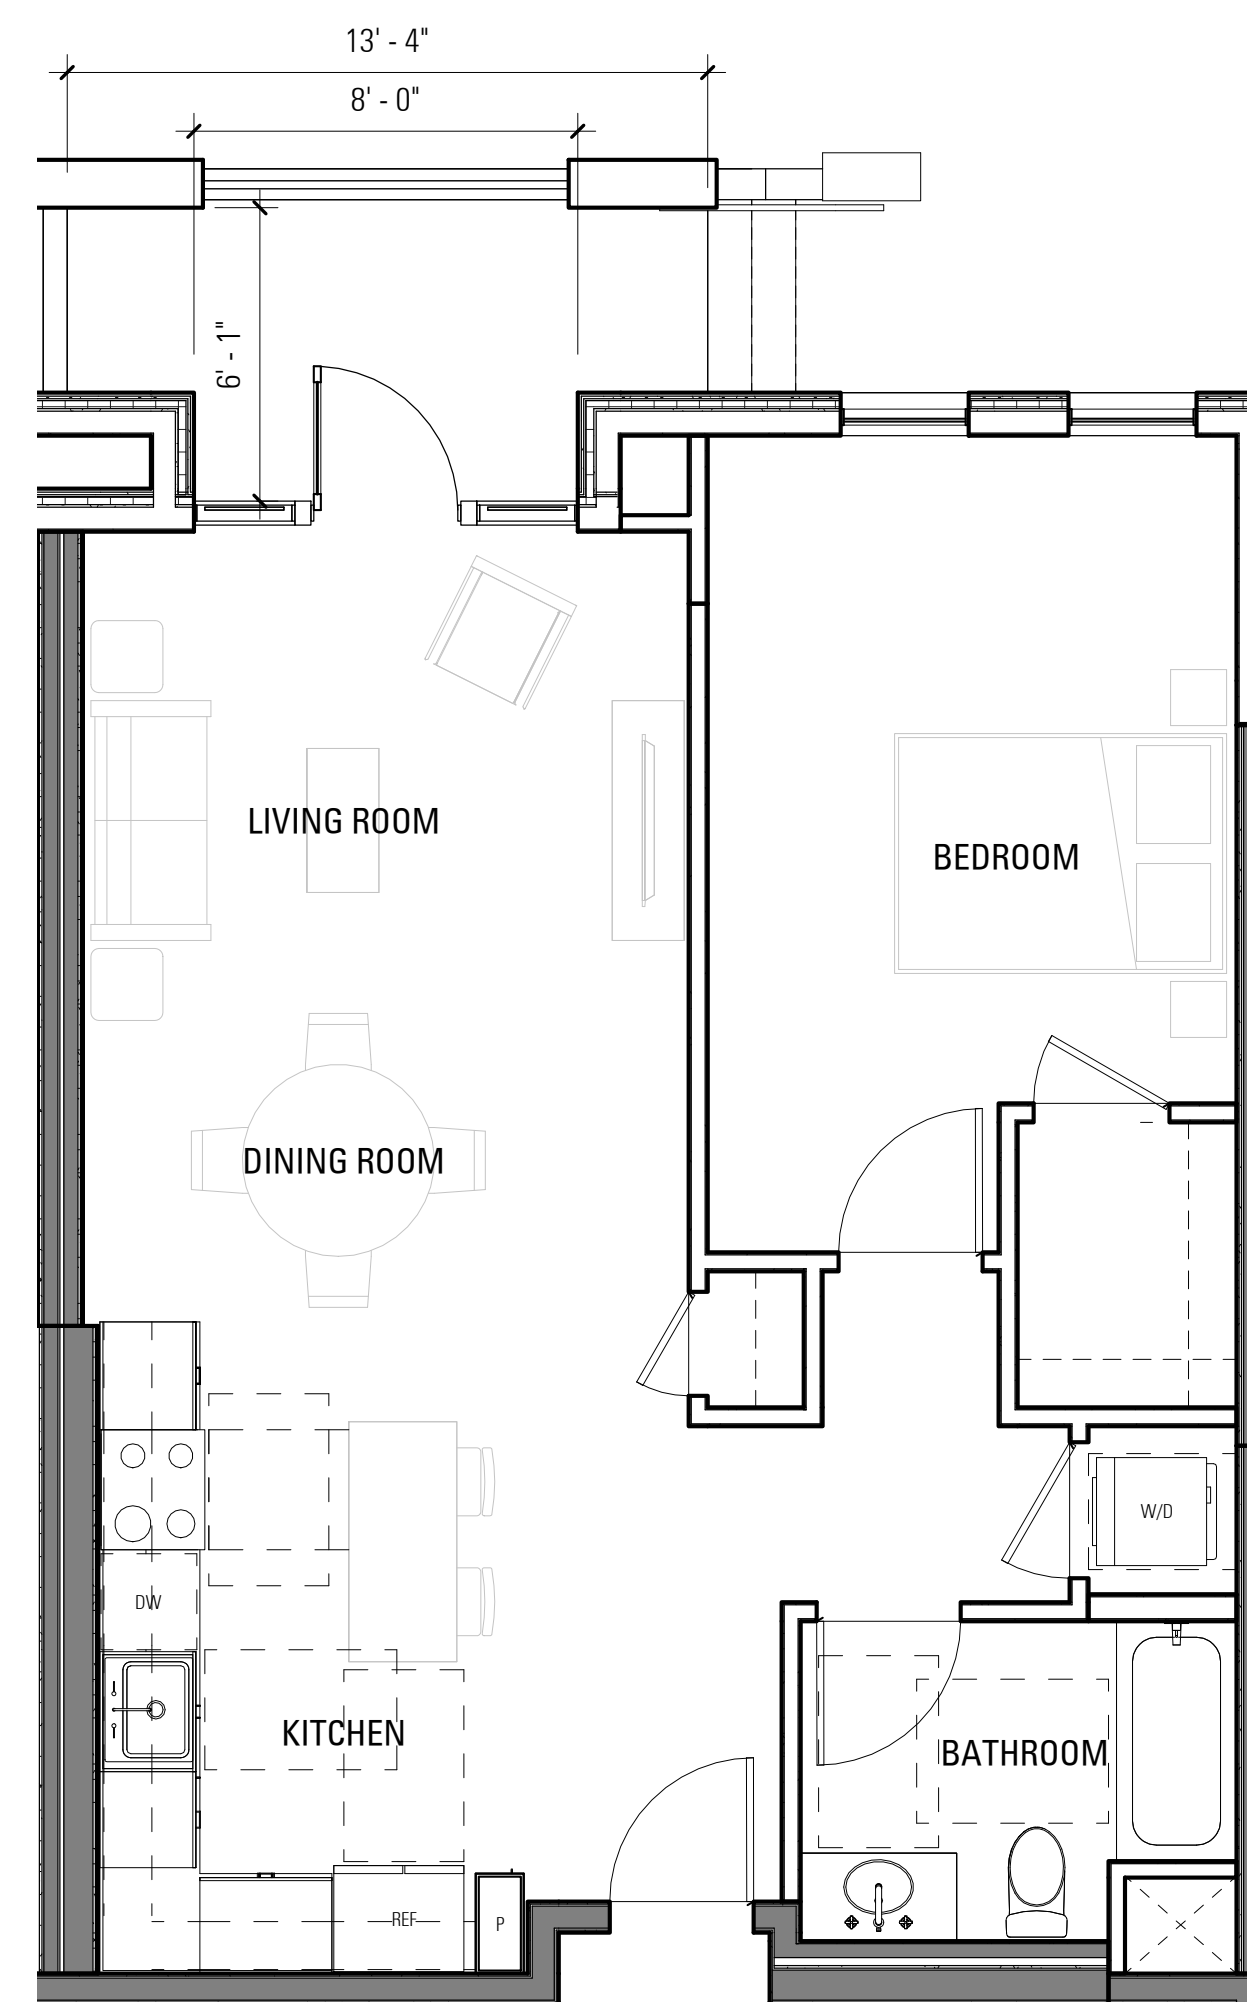 13' - 4"
8' - 0"
6' - 1"
LIVING ROOM
BEDROOM
DINING ROOM
W/D
DW
KITCHEN
BATHROOM
REF
P